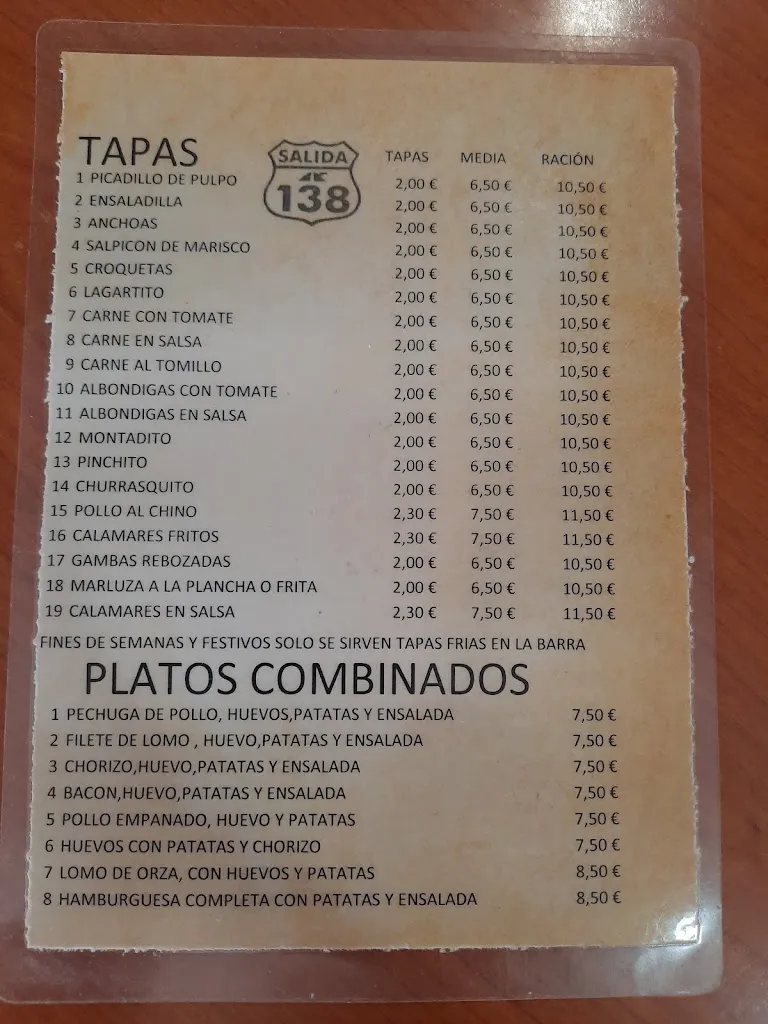 TAPAS SALIDA TAPAS MEDIA RACIÓN
138
1 PICADILLO DE PULPO 2,00 € 6,50 € 10,50 €
2 ENSALADILLA 2,00 € 6,50 € 10,50 €
3 ANCHOAS 2,00 € 6,50 € 10,50 €
4 SALPICON DE MARISCO 2,00 € 6,50 € 10,50 €
5 CROQUETAS 2,00 € 6,50 € 10,50 €
6 LAGARTITO 2,00 € 6,50 € 10,50 €
7 CARNE CON TOMATE 2,00 € 6,50 € 10,50 €
8 CARNE EN SALSA 2,00 € 6,50 € 10,50 €
9 CARNE AL TOMILLO 2,00 € 6,50 € 10,50 €
10 ALBONDIGAS CON TOMATE 2,00 € 6,50 € 10,50 €
11 ALBONDIGAS EN SALSA 2,00 € 6,50 € 10,50 €
12 MONTADITO 2,00 € 6,50 € 10,50 €
13 PINCHITO 2,00 € 6,50 € 10,50 €
14 CHURRASQUITO 2,00 € 6,50 € 10,50 €
15 POLLO AL CHINO 2,30 € 7,50 € 11,50 €
16 CALAMARES FRITOS 2,30 € 7,50 € 11,50 €
17 GAMBAS REBOZADAS 2,00 € 6,50 € 10,50 €
18 MARLUZA A LA PLANCHA O FRITA 2,00 € 6,50 € 10,50 €
19 CALAMARES EN SALSA 2,30 € 7,50 € 11,50 €
FINES DE SEMANAS Y FESTIVOS SOLO SE SIRVEN TAPAS FRIAS EN LA BARRA
PLATOS COMBINADOS
1 PECHUGA DE POLLO, HUEVOS,PATATAS Y ENSALADA 7,50 €
2 FILETE DE LOMO , HUEVO,PATATAS Y ENSALADA 7,50 €
3 CHORIZO,HUEVO,PATATAS Y ENSALADA 7,50 €
4 BACON,HUEVO,PATATAS Y ENSALADA 7,50 €
5 POLLO EMPANADO, HUEVO Y PATATAS 7,50 €
6 HUEVOS CON PATATAS Y CHORIZO 7,50 €
7 LOMO DE ORZA, CON HUEVOS Y PATATAS 8,50 €
8 HAMBURGUESA COMPLETA CON PATATAS Y ENSALADA 8,50 €